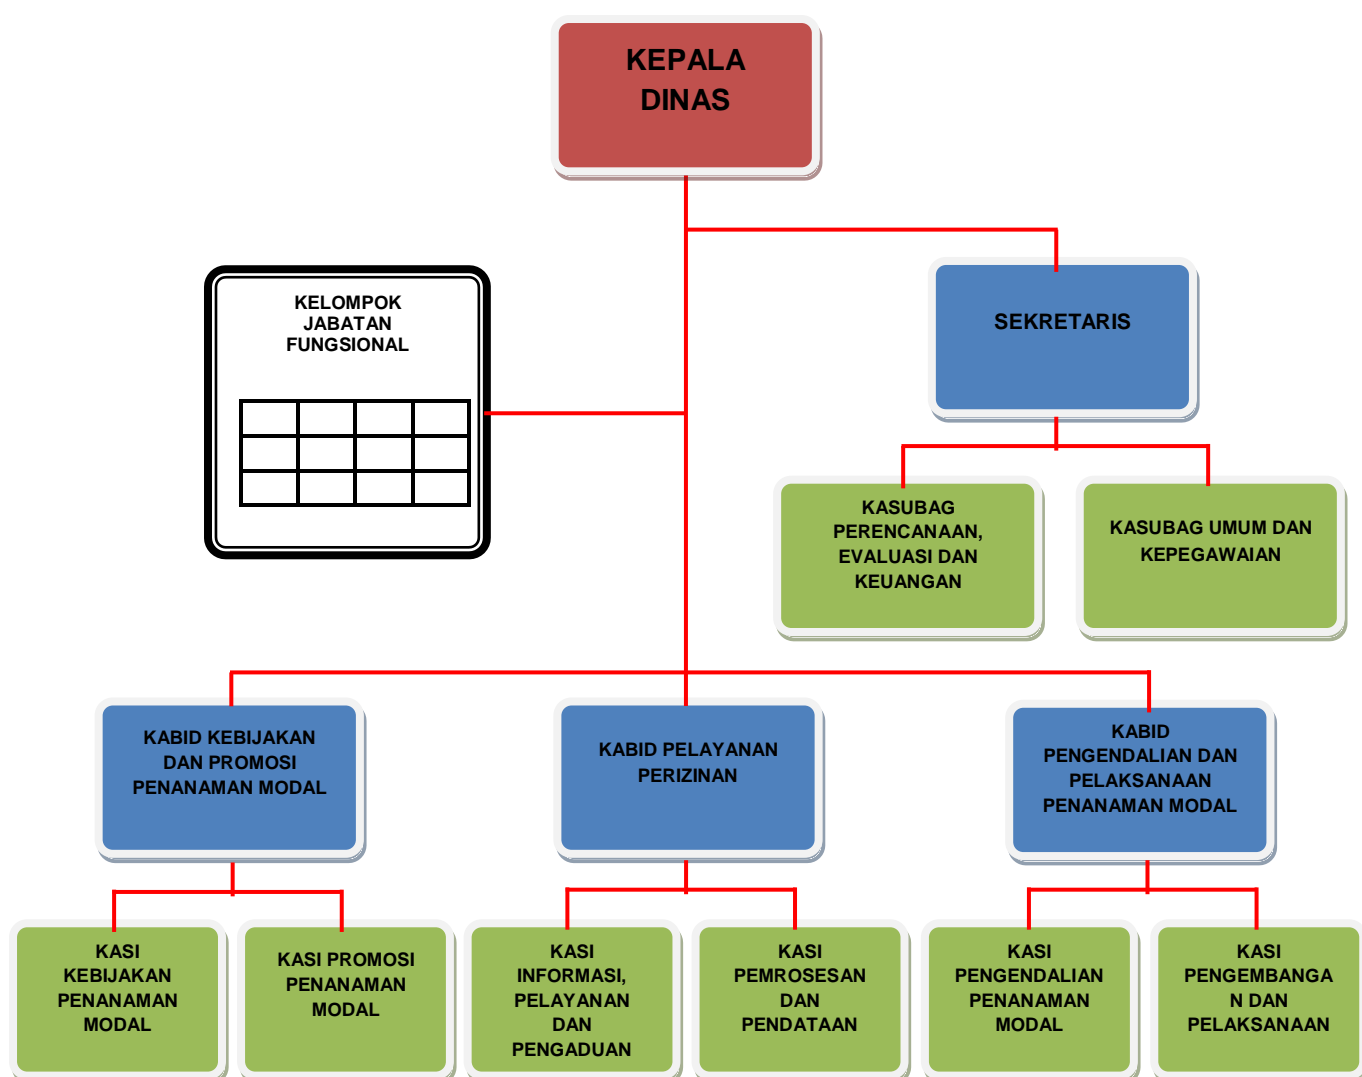 KEPALA
DINAS
KELOMPOK
JABATAN
FUNGSIONAL
SEKRETARIS
KASUBAG
PERENCANAAN,
EVALUASI DAN
KEUANGAN
KASUBAG UMUM DAN
KEPEGAWAIAN
KABID KEBIJAKAN
DAN PROMOSI
PENANAMAN MODAL
KABID PELAYANAN
PERIZINAN
KABID
PENGENDALIAN DAN
PELAKSANAAN
PENANAMAN MODAL
KASI
KEBIJAKAN
PENANAMAN
MODAL
KASI PROMOSI
PENANAMAN
MODAL
KASI
INFORMASI,
PELAYANAN
DAN
PENGADUAN
KASI
PEMROSESAN
DAN
PENDATAAN
KASI
PENGENDALIAN
PENANAMAN
MODAL
KASI
PENGEMBANGA
N DAN
PELAKSANAAN